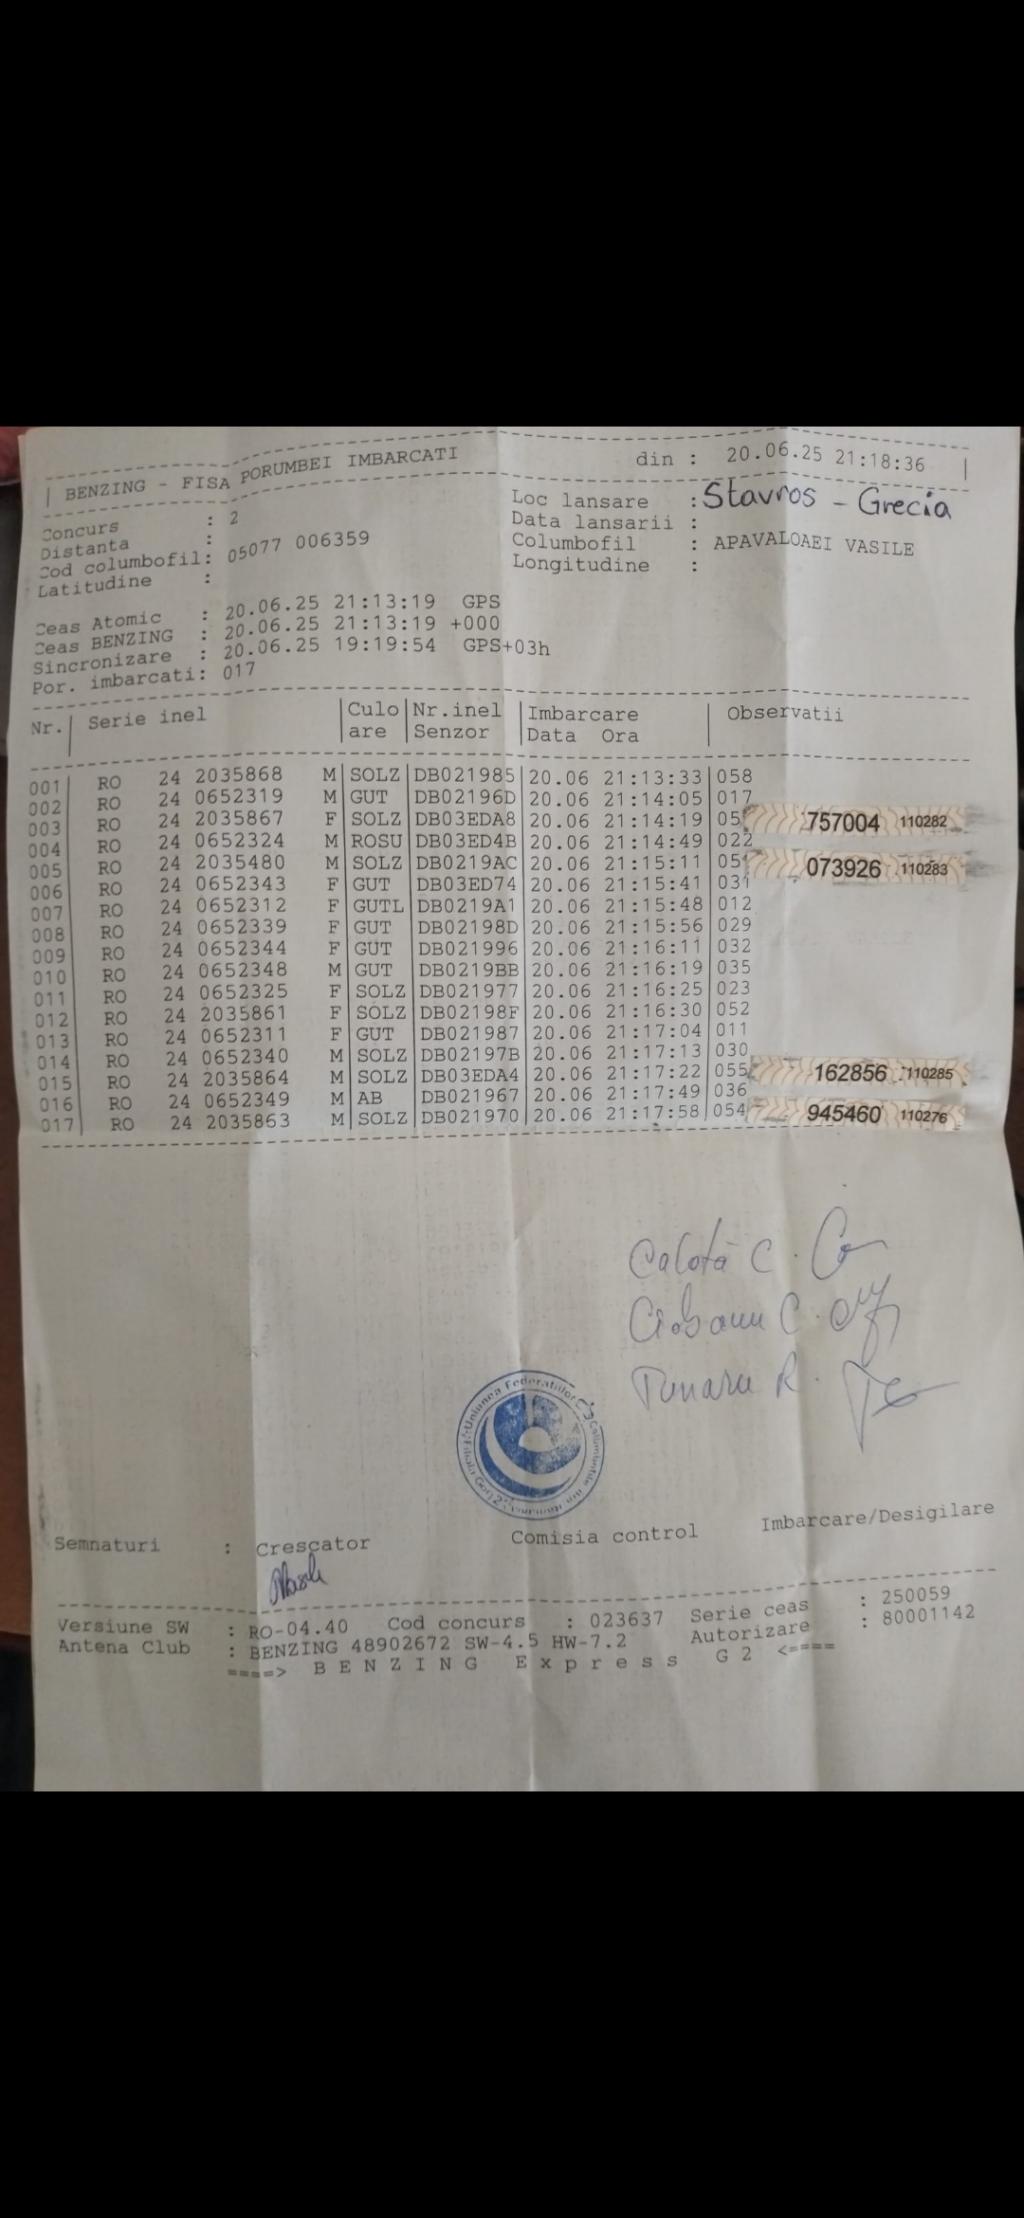 | BENZING - FISA PORUMBEI IMBARCATI din : 20.06.25 21:18:36 |
Concurs : 2 Loc lansare : Stavros - Grecia
Distanta : Data lansarii :
Cod columbofil: 05077 006359 Columbofil : APAVALOAEI VASILE
Latitudine : Longitudine :
Ceas Atomic : 20.06.25 21:13:19 GPS
Ceas BENZING : 20.06.25 21:13:19 +000
Sincronizare : 20.06.25 19:19:54 GPS+03h
Por. imbarcati: 017
Nr.| Serie inel |Culo|Nr.inel |Imbarcare | Observatii
|are |Senzor |Data Ora |
001| RO 24 2035868 M|SOLZ|DB021985|20.06 21:13:33|058
002| RO 24 0652319 M|GUT |DB02196D|20.06 21:14:05|017
003| RO 24 2035867 F|SOLZ|DB03EDA8|20.06 21:14:19|05 757004 110282
004| RO 24 0652324 M|ROSU|DB03ED4B|20.06 21:14:49|022
005| RO 24 2035480 M|SOLZ|DB0219AC|20.06 21:15:11|051 073926 110283
006| RO 24 0652343 F|GUT |DB03ED74|20.06 21:15:41|031
007| RO 24 0652312 F|GUTL|DB0219A1|20.06 21:15:48|012
008| RO 24 0652339 F|GUT |DB02198D|20.06 21:15:56|029
009| RO 24 0652344 F|GUT |DB021996|20.06 21:16:11|032
010| RO 24 0652348 M|GUT |DB0219BB|20.06 21:16:19|035
011| RO 24 0652325 F|SOLZ|DB021977|20.06 21:16:25|023
012| RO 24 2035861 F|SOLZ|DB02198F|20.06 21:16:30|052
013| RO 24 0652311 F|GUT |DB021987|20.06 21:17:04|011
014| RO 24 0652340 M|SOLZ|DB02197B|20.06 21:17:13|030
015| RO 24 2035864 M|SOLZ|DB03EDA4|20.06 21:17:22|055 162856 110285
016| RO 24 0652349 M|AB |DB021967|20.06 21:17:49|036
017| RO 24 2035863 M|SOLZ|DB021970|20.06 21:17:58|054 945460 110276
Calotă C.
Ciobanu C.
Tunaru R.
Uniunea Federatiilor Columbofile din
Semnaturi : Crescator Comisia control Imbarcare/Desigilare
Versiune SW : RO-04.40 Cod concurs : 023637 Serie ceas : 250059
Antena Club : BENZING 48902672 SW-4.5 HW-7.2 Autorizare : 80001142
====> B E N Z I N G E x p r e s s G 2 <====